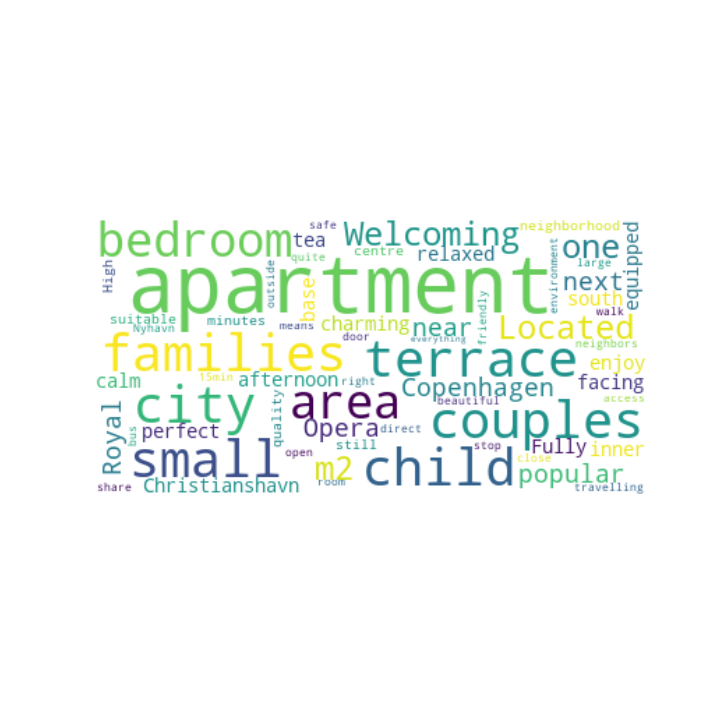 safe
neighborhood
bedroom
tea
Welcoming
centre
relaxed
one
equipped
quite
High
outside
environment
large
apartment
base
next
south
walk
suitable
Nyhavn
minutes
means
charming
near
friendly
Located
neighbors
door
everything
families
terrace
enjoy
calm
15min
afternoon
right
Copenhagen
facing
access
city
quality
area
beautiful
couples
Royal
bus
perfect
Opera
direct
still
stop
Fully
inner
small
open
m2
child
close
popular
share
Christianshavn
room
travelling